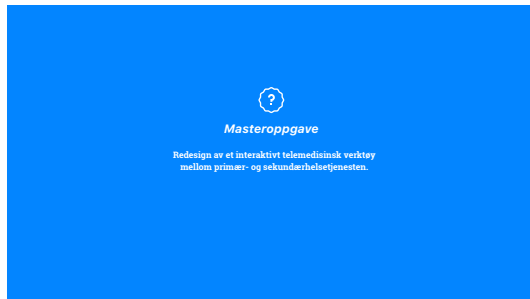 ?
Masteroppgave
Redesign av et interaktivt telemedisinsk verktøy
mellom primær- og sekundærhelsetjenesten.